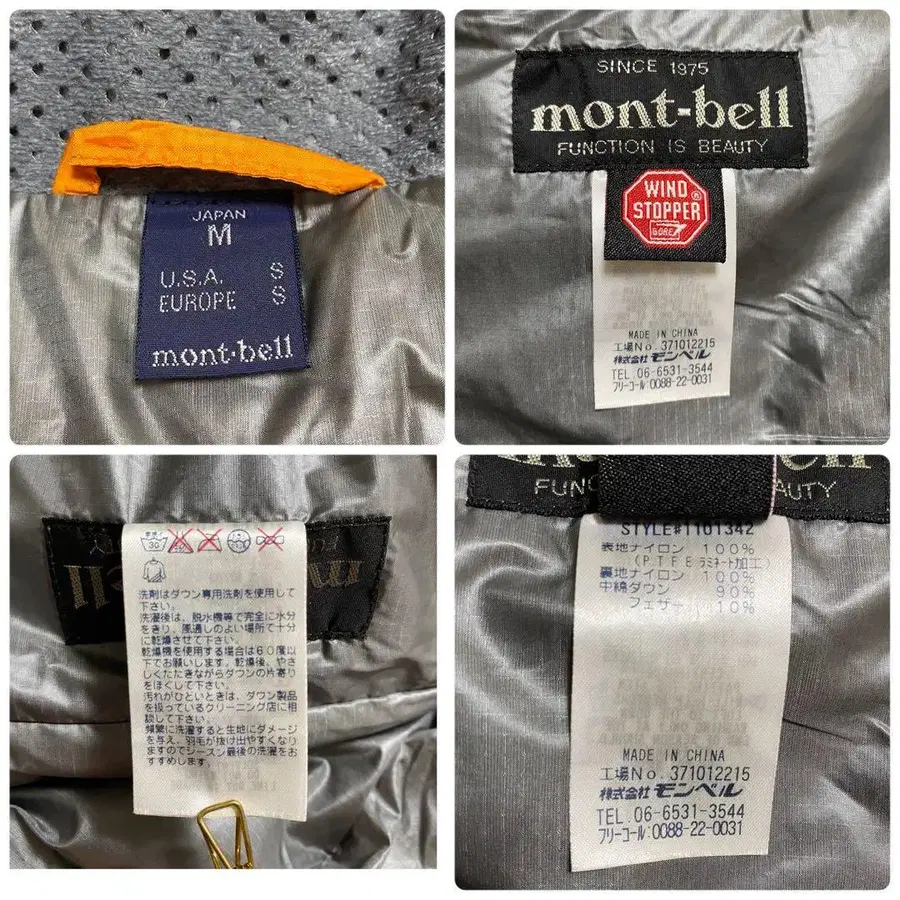 JAPAN
M
U.S.A. S
EUROPE S
mont-bell
SINCE 1975
mont-bell
FUNCTION IS BEAUTY
WIND
STOPPER®
GORE
MADE IN CHINA
工場No. 371012215
株式会社モンベル
TEL. 06-6531-3544
フリーコール:0088-22-0031
30
洗剤はダウン専用洗剤を使用して下さい。
洗濯後は、脱水機等で完全に水分
をきり、風通しのよい場所で十分
に乾燥させて下さい。
乾燥機を使用する場合は60度以
下でお願いします。乾燥後、やさ
しくたたきながらダウンの片寄り
をほぐして下さい。
汚れがひどいときは、ダウン製品
を扱っているクリーニング店に相
談して下さい。
頻繁に洗濯すると生地にダメージ
を与え、羽毛が抜け出やすくなり
ますのでシーズン最後の洗濯をお
すすめします。
STYLE#1101342
表地ナイロン 100%
(PTFEラミネート加工)
裏地ナイロン 100%
中綿ダウン 90%
フェザー 10%
MADE IN CHINA
工場No. 371012215
株式会社モンベル
TEL. 06-6531-3544
フリーコール:0088-22-0031